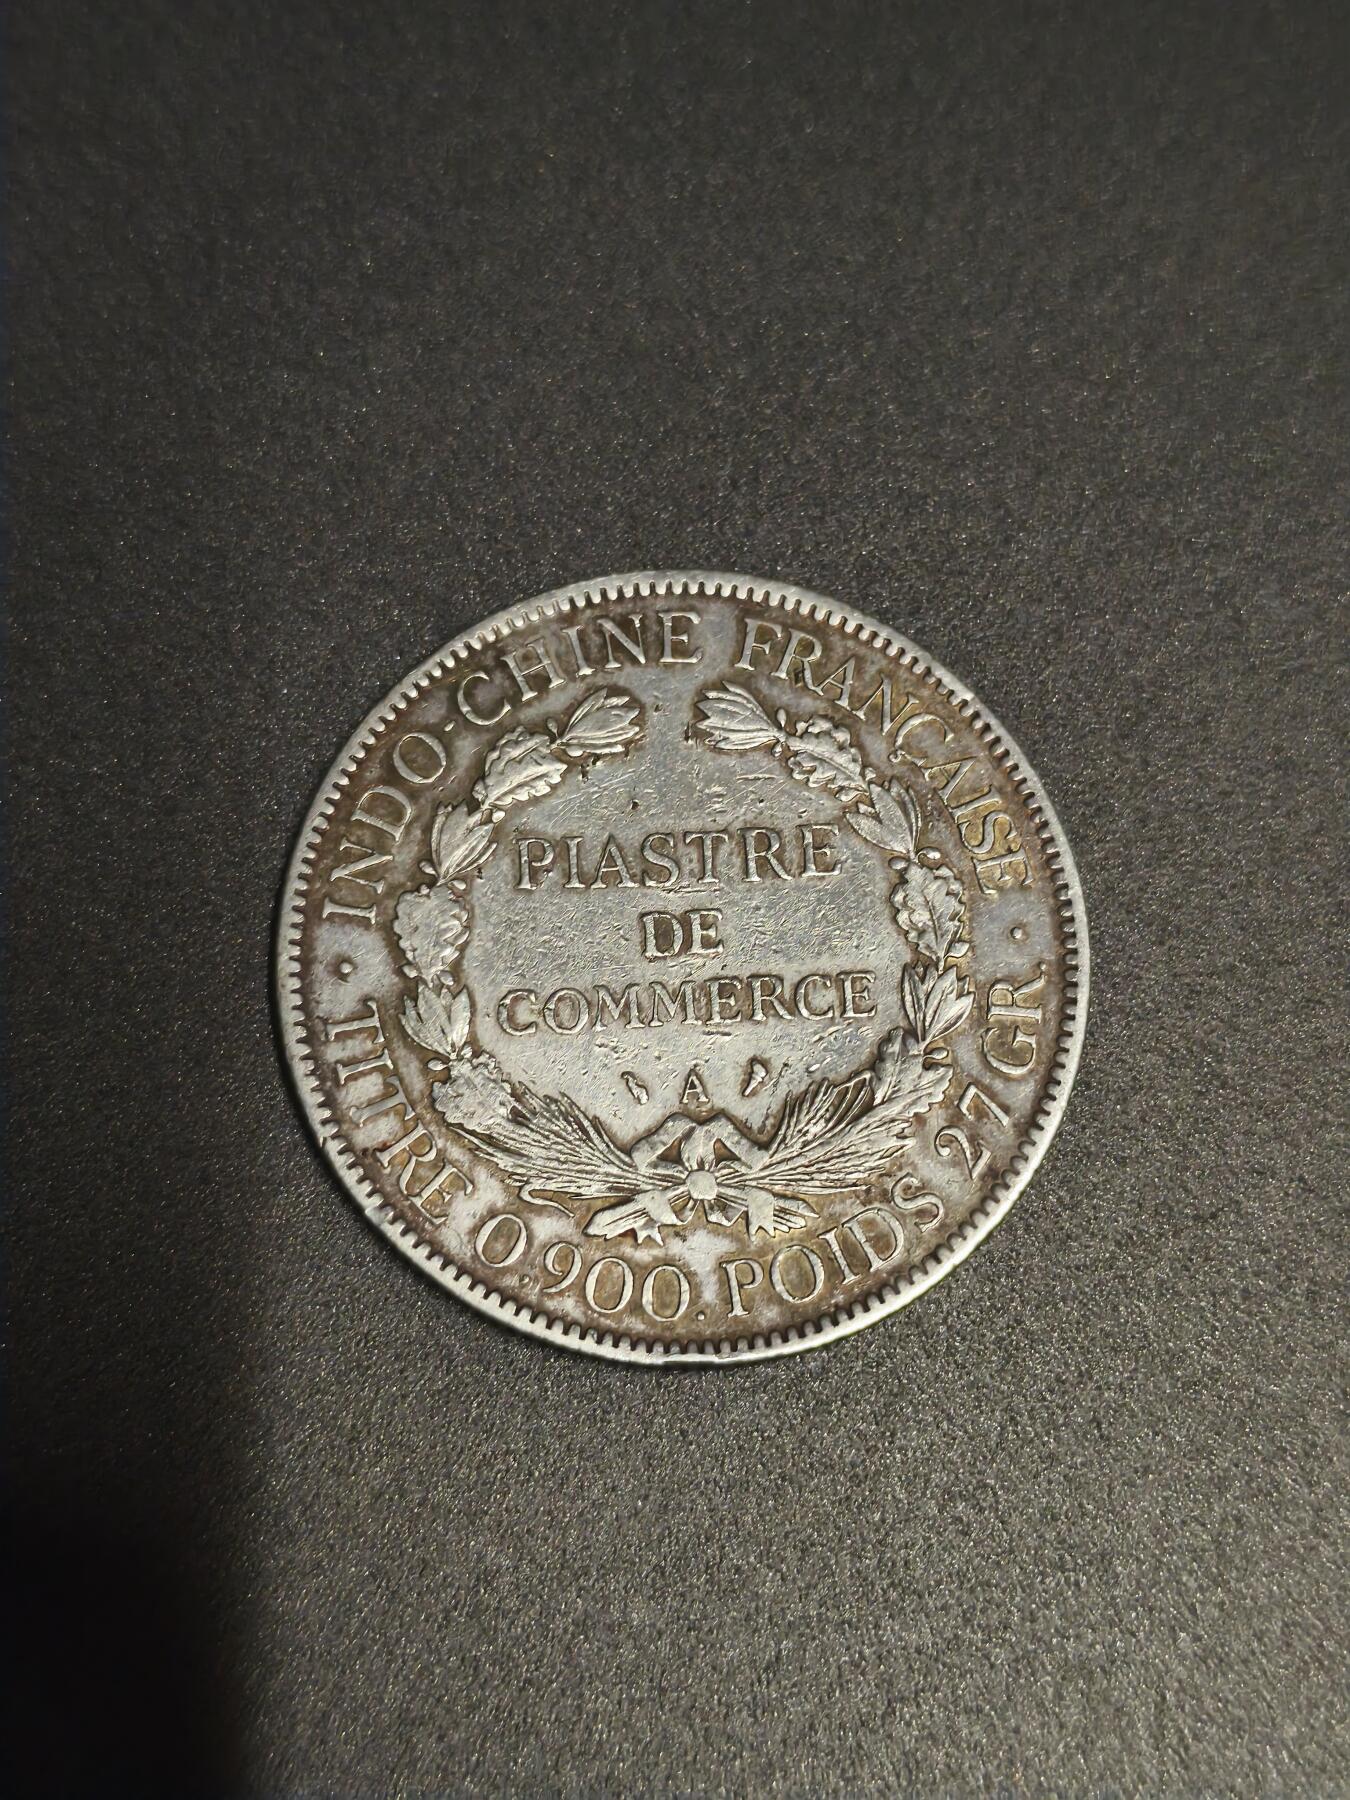 INDO-CHINE FRANÇAISE
PIASTRE
DE
COMMERCE
A
· TITRE 0,900. POIDS 27 GR. ·